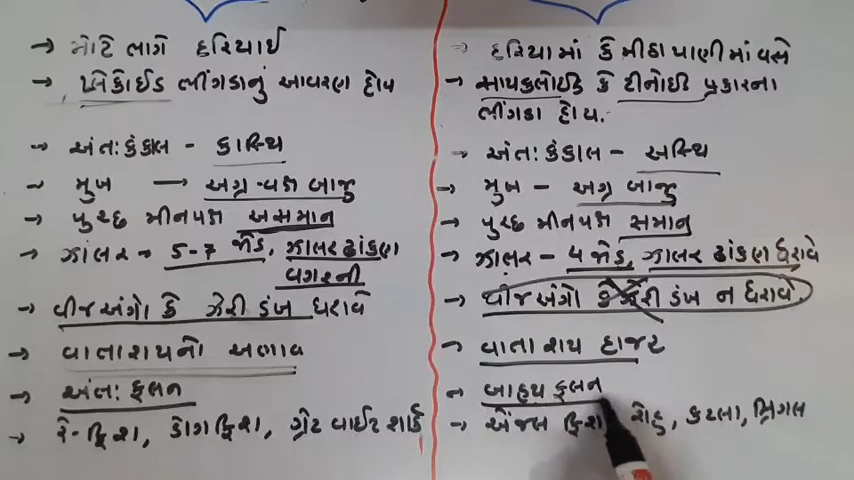 → મોટે ભાગે દરિયાઈ
→ પ્લેકોઈડ ભીંગડાનું આવરણ હોય
→ અંતઃકંકાલ - કાસ્થિ
→ મુખ → અગ્ર-વક્ષ બાજુ
→ પુચ્છ મીનપક્ષ અસમાન
→ ઝાલર → 5-7 જોડ, ઝાલર ઢાંકણ
વગરની
→ વીજઅંગો કે ઝેરી ડંખ ધરાવે
→ વાતાશયનો અભાવ
→ અંતઃ ફલન
→ રે-ફિશ, ડોગફિશ, ગ્રેટ વાઈટ શાર્ક
→ દરિયામાં કે મીઠા પાણીમાં વસે
→ સાયકલોઈડ કે ટીનોઈડ પ્રકારના
ભીંગડા હોય.
→ અંતઃકંકાલ - અસ્થિ
→ મુખ - અગ્ર બાજુ
→ પુચ્છ મીનપક્ષ સમાન
→ ઝાલર - ૪ જોડ, ઝાલર ઢાંકણ ધરાવે
→ વીજઅંગો કે ઝેરી ડંખ ન ધરાવે.
→ વાતાશય હાજર
→ બાહ્ય ફલન
→ એંજલ ફિશ રોહુ, કટલા, મ્રિગલ